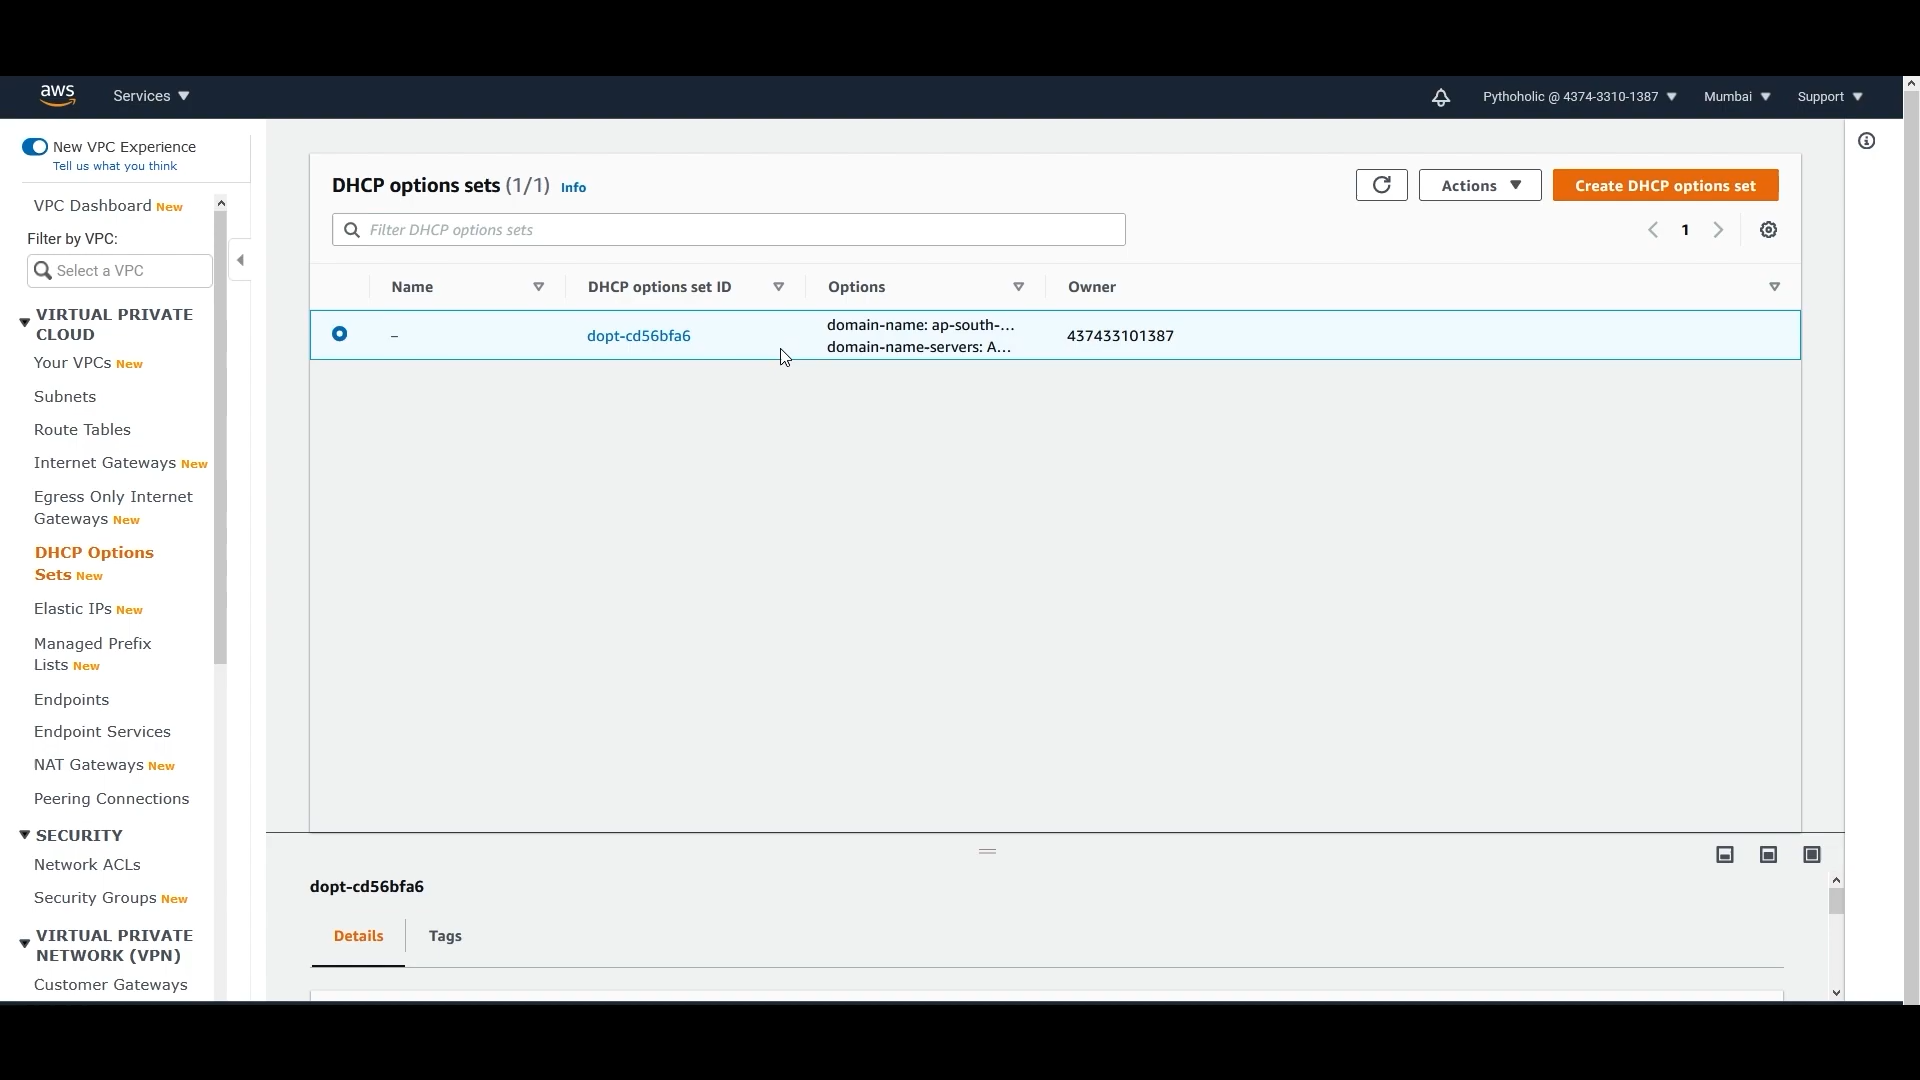 aws Services Pythoholic @ 4374-3310-1387 Mumbai Support
New VPC Experience
Tell us what you think
VPC Dashboard New
Filter by VPC:
Select a VPC
VIRTUAL PRIVATE
CLOUD
Your VPCs New
Subnets
Route Tables
Internet Gateways New
Egress Only Internet
Gateways New
DHCP Options
Sets New
Elastic IPs New
Managed Prefix
Lists New
Endpoints
Endpoint Services
NAT Gateways New
Peering Connections
SECURITY
Network ACLs
Security Groups New
VIRTUAL PRIVATE
NETWORK (VPN)
Customer Gateways
DHCP options sets (1/1) Info
Actions Create DHCP options set
Filter DHCP options sets
1
Name DHCP options set ID Options Owner
– dopt-cd56bfa6 domain-name: ap-south-... 437433101387
domain-name-servers: A...
dopt-cd56bfa6
Details Tags